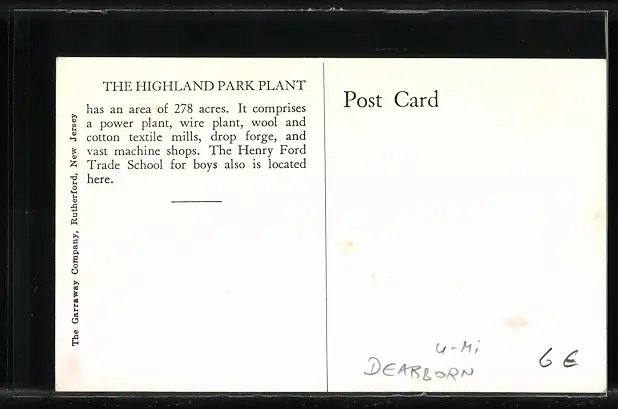 THE HIGHLAND PARK PLANT
has an area of 278 acres. It comprises
a power plant, wire plant, wool and
cotton textile mills, drop forge, and
vast machine shops. The Henry Ford
Trade School for boys also is located
here.
The Garraway Company, Rutherford, New Jersey
Post Card
4-Mi
DEARBORN
6€